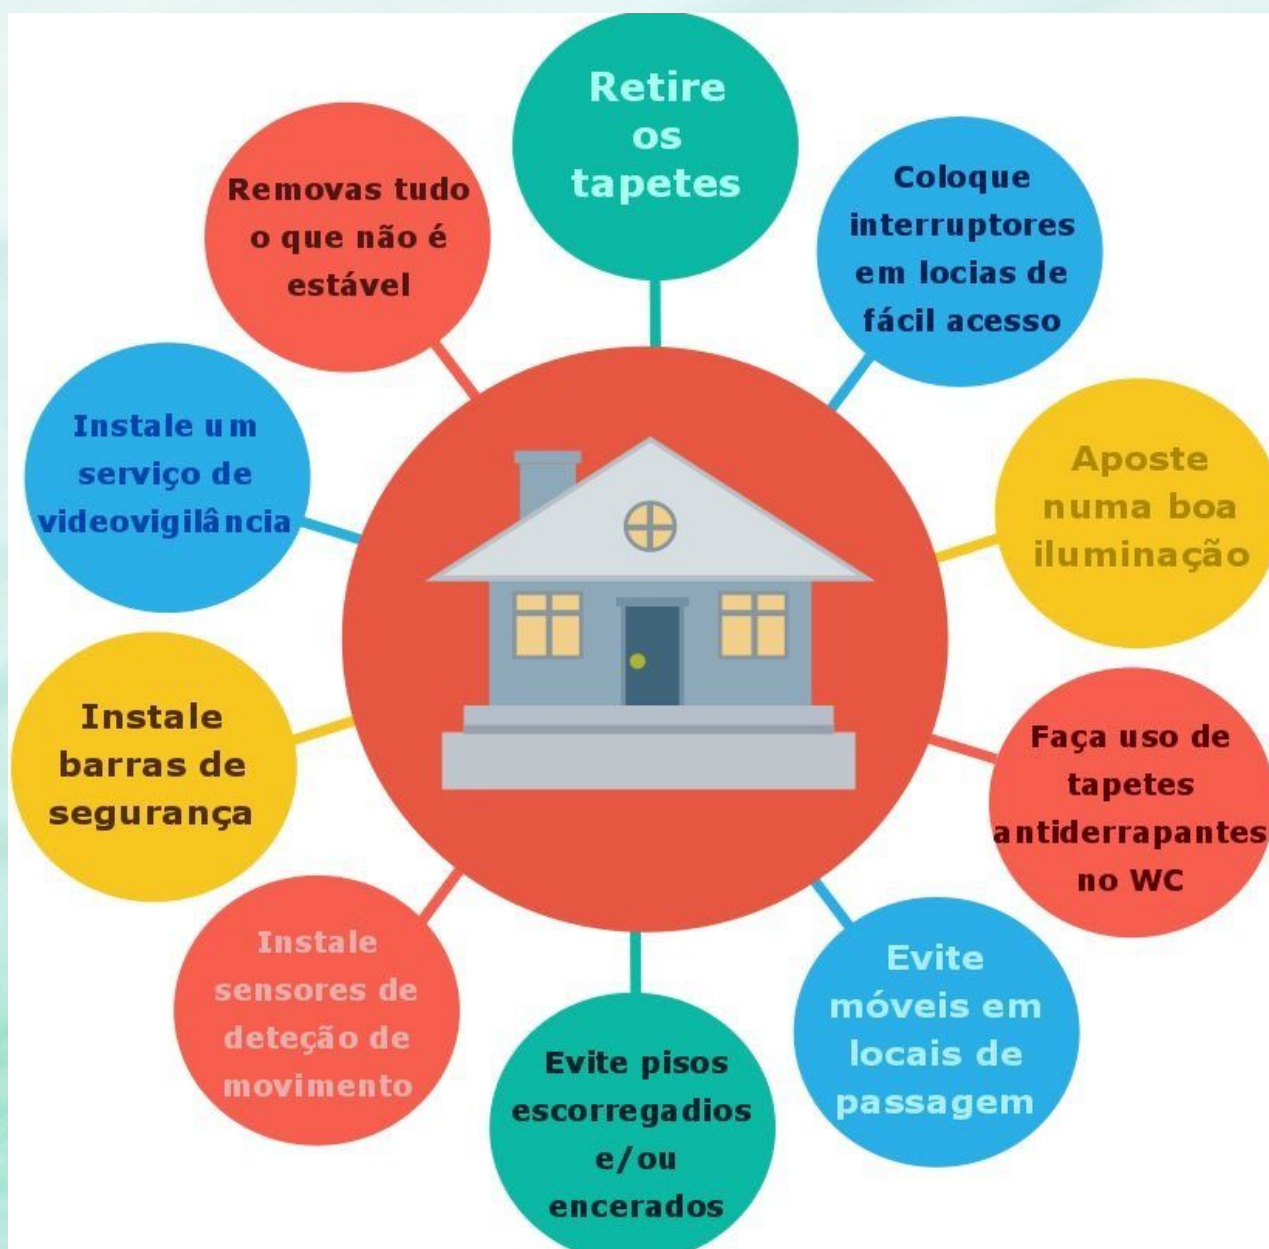 Retire
os
tapetes
Coloque
interruptores
em locias de
fácil acesso
Aposte
numa boa
iluminação
Faça uso de
tapetes
antiderrapantes
no WC
Evite
móveis em
locais de
passagem
Evite pisos
escorregadios
e/ou
encerados
Instale
sensores de
deteção de
movimento
Instale
barras de
segurança
Instale um
serviço de
videovigilância
Removas tudo
o que não é
estável